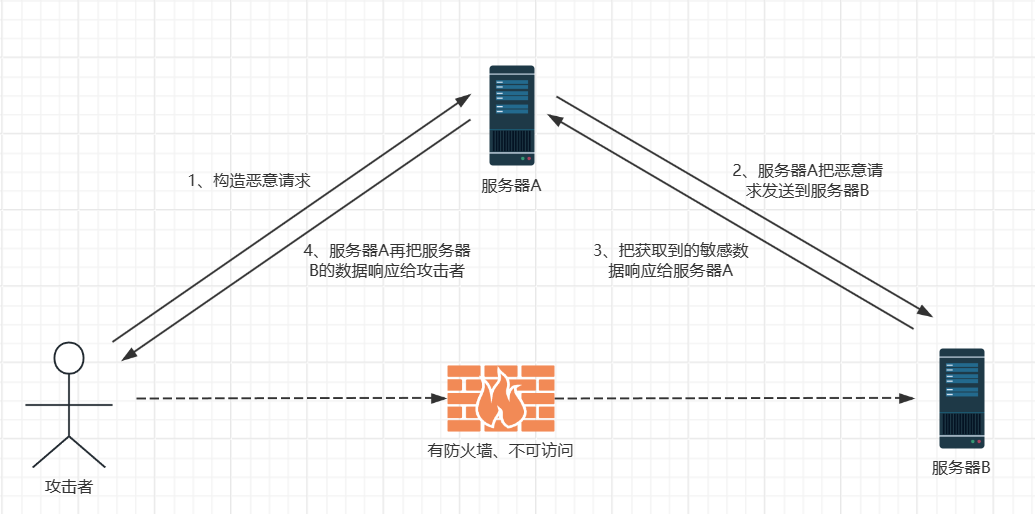 服务器A
1、构造恶意请求
2、服务器A把恶意请
求发送到服务器B
4、服务器A再把服务器
B的数据响应给攻击者
3、把获取到的敏感数
据响应给服务器A
有防火墙、不可访问
服务器B
攻击者